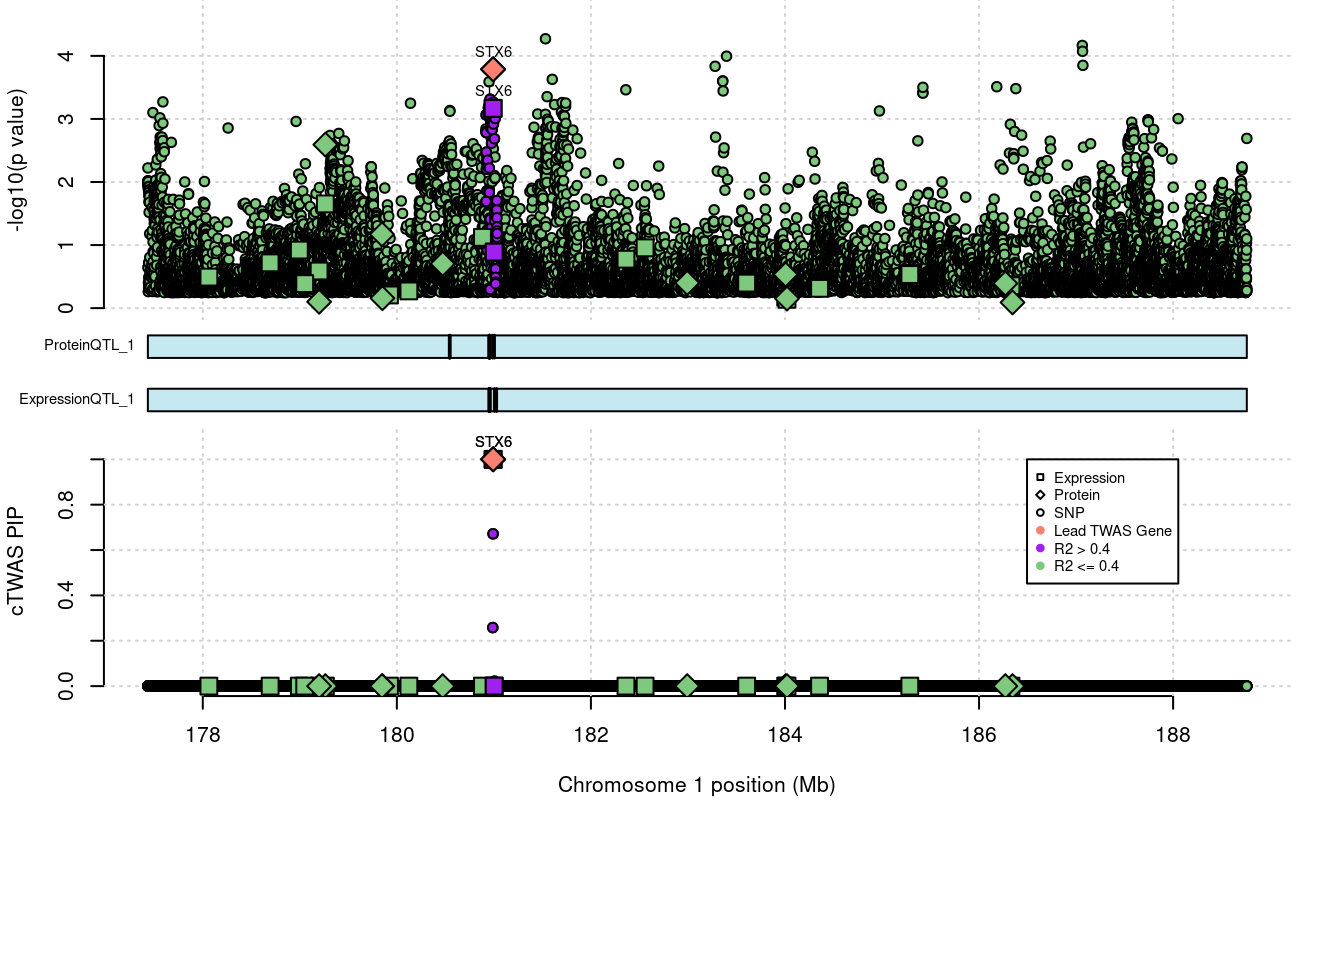 -log10(p value)
4
3
2
1
0
STX6
STX6
ProteinQTL_1
ExpressionQTL_1
STX6
cTWAS PIP
0.8
0.4
0.0
Expression
Protein
SNP
Lead TWAS Gene
R2 > 0.4
R2 <= 0.4
178 180 182 184 186 188
Chromosome 1 position (Mb)